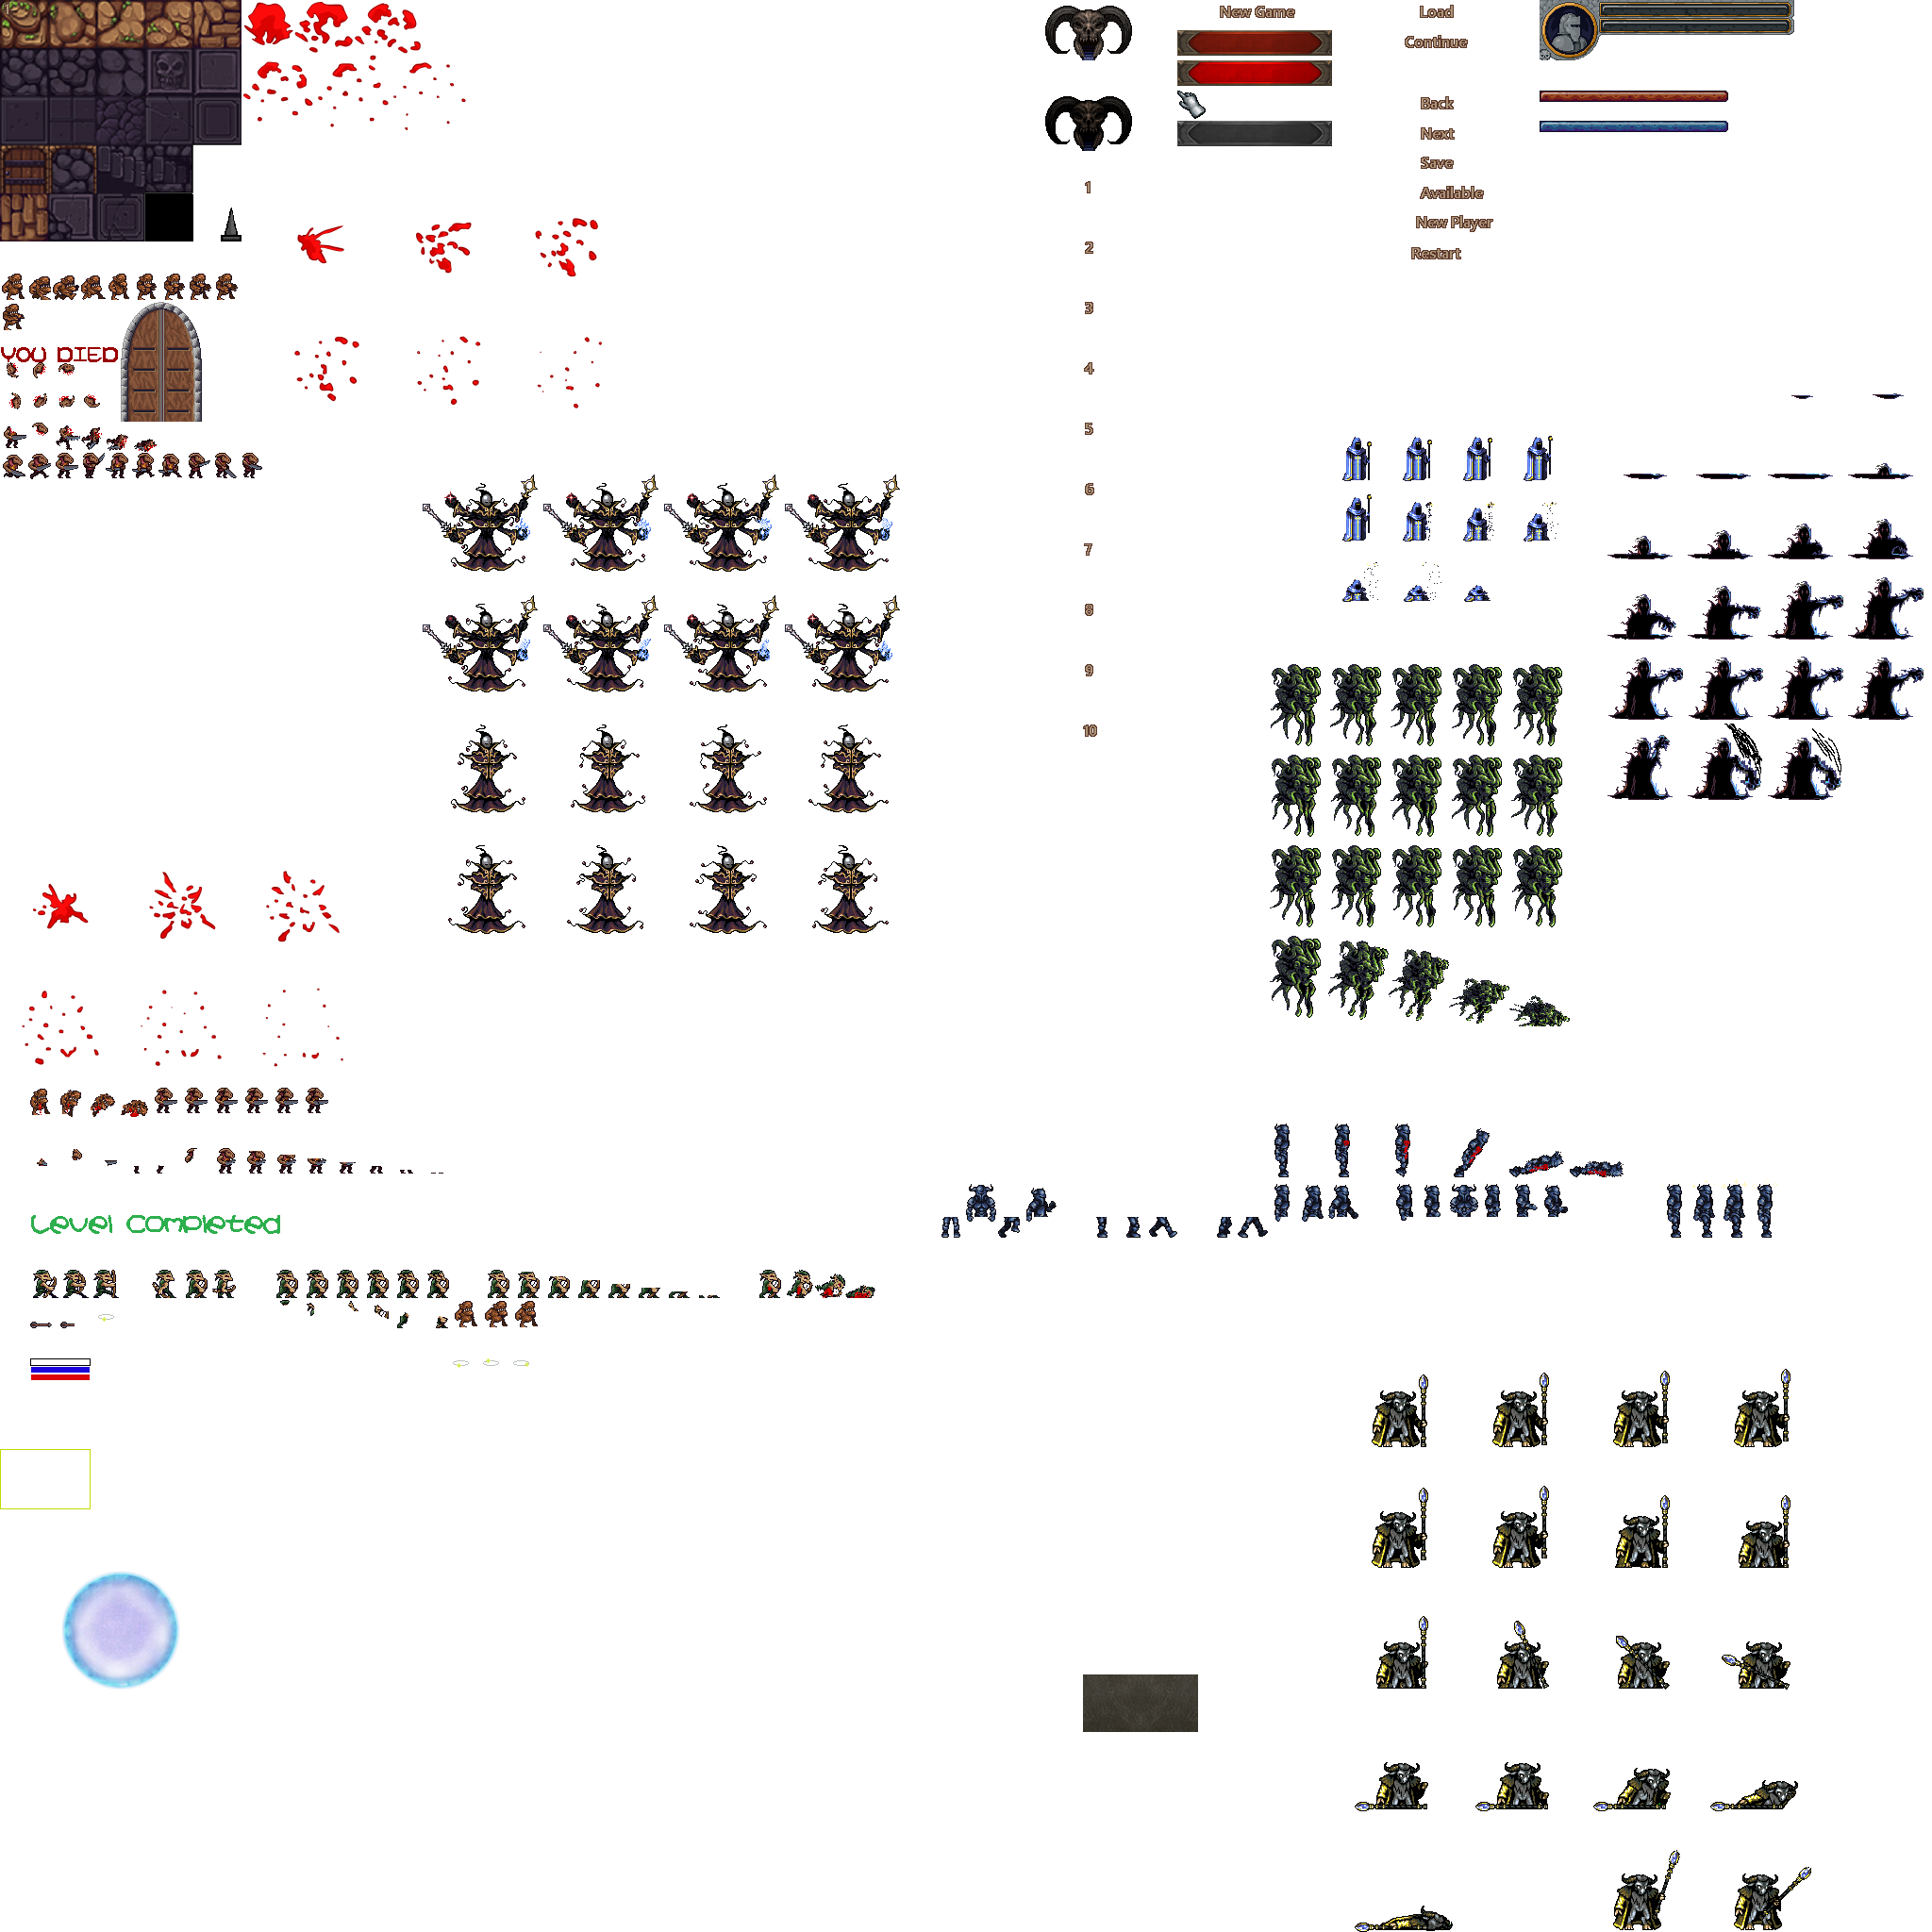 New Game
Load
Continue
Back
Next
Save
Available
New Player
Restart
1
2
3
4
5
6
7
8
9
10
YOU DIED
Level Completed